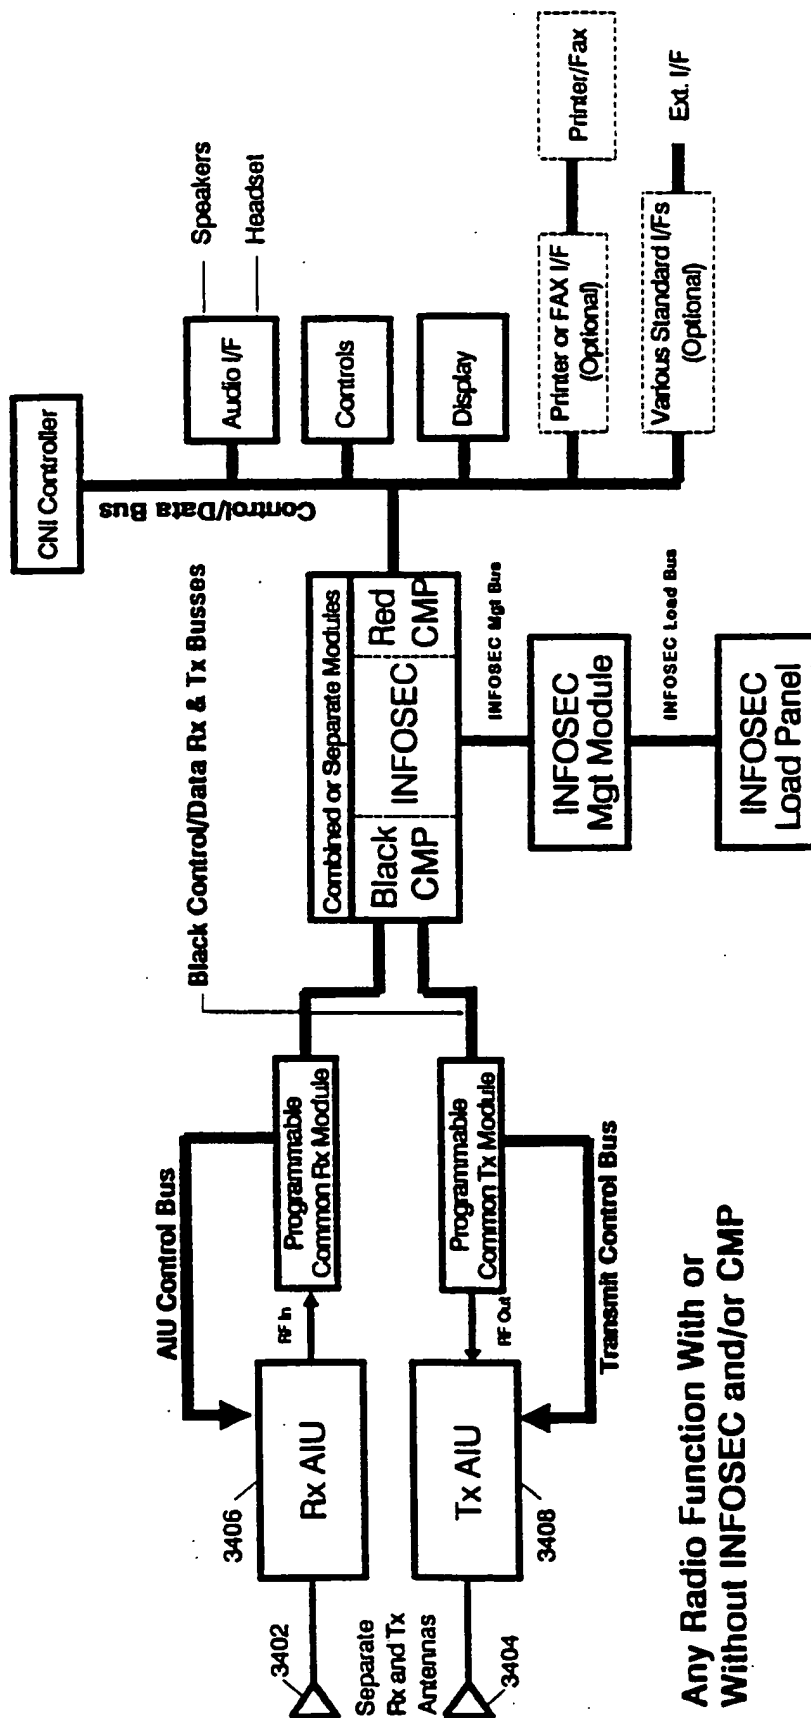 3402
Separate
Rx and Tx
Antennas
3404
3406
Rx AIU
Tx AIU
3408
AIU Control Bus
RF In
RF Out
Transmit Control Bus
Programmable
Common Rx Module
Programmable
Common Tx Module
Black Control/Data Rx & Tx Busses
Combined or Separate Modules
Black
CMP
INFOSEC
Red
CMP
INFOSEC Mgt Bus
INFOSEC
Mgt Module
INFOSEC Load Bus
INFOSEC
Load Panel
CNI Controller
Control/Data Bus
Audio I/F
Speakers
Headset
Controls
Display
Printer or FAX I/F
(Optional)
Printer/Fax
Various Standard I/Fs
(Optional)
Ext. I/F
Any Radio Function With or
Without INFOSEC and/or CMP